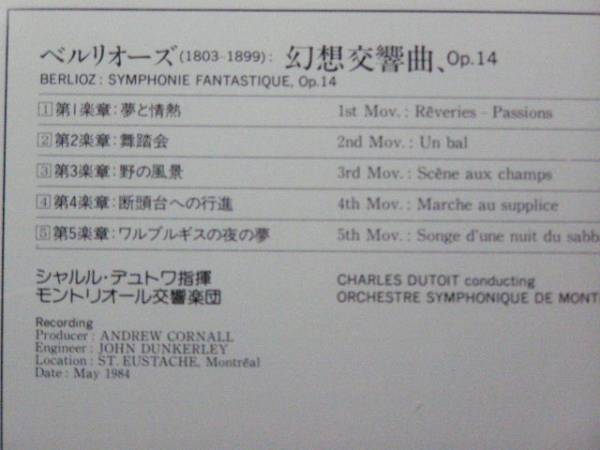 ベルリオーズ(1803-1899): 幻想交響曲、Op.14
BERLIOZ: SYMPHONIE FANTASTIQUE, Op.14
1 第1楽章: 夢と情熱 1st Mov.: Rêveries – Passions
2 第2楽章: 舞踏会 2nd Mov.: Un bal
3 第3楽章: 野の風景 3rd Mov.: Scêne aux champs
4 第4楽章: 断頭台への行進 4th Mov.: Marche au supplice
5 第5楽章: ワルプルギスの夜の夢 5th Mov.: Songe d'une nuit du sabb
シャルル・デュトワ指揮 CHARLES DUTOIT conducting
モントリオール交響楽団 ORCHESTRE SYMPHONIQUE DE MONT
Recording
Producer: ANDREW CORNALL
Engineer: JOHN DUNKERLEY
Location: ST. EUSTACHE, Montréal
Date: May 1984